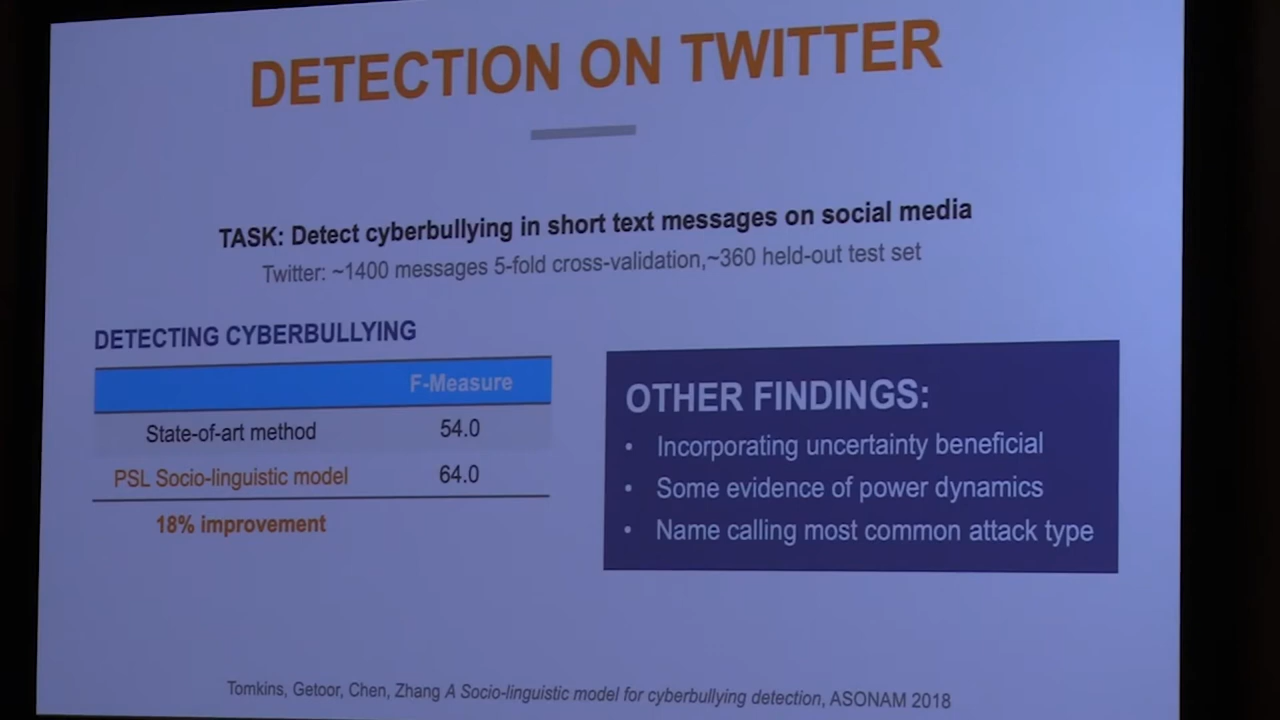 DETECTION ON TWITTER
TASK: Detect cyberbullying in short text messages on social media
Twitter: ~1400 messages 5-fold cross-validation,~360 held-out test set
DETECTING CYBERBULLYING
F-Measure
State-of-art method 54.0
PSL Socio-linguistic model 64.0
18% improvement
OTHER FINDINGS:
• Incorporating uncertainty beneficial
• Some evidence of power dynamics
• Name calling most common attack type
Tomkins, Getoor, Chen, Zhang A Socio-linguistic model for cyberbullying detection, ASONAM 2018